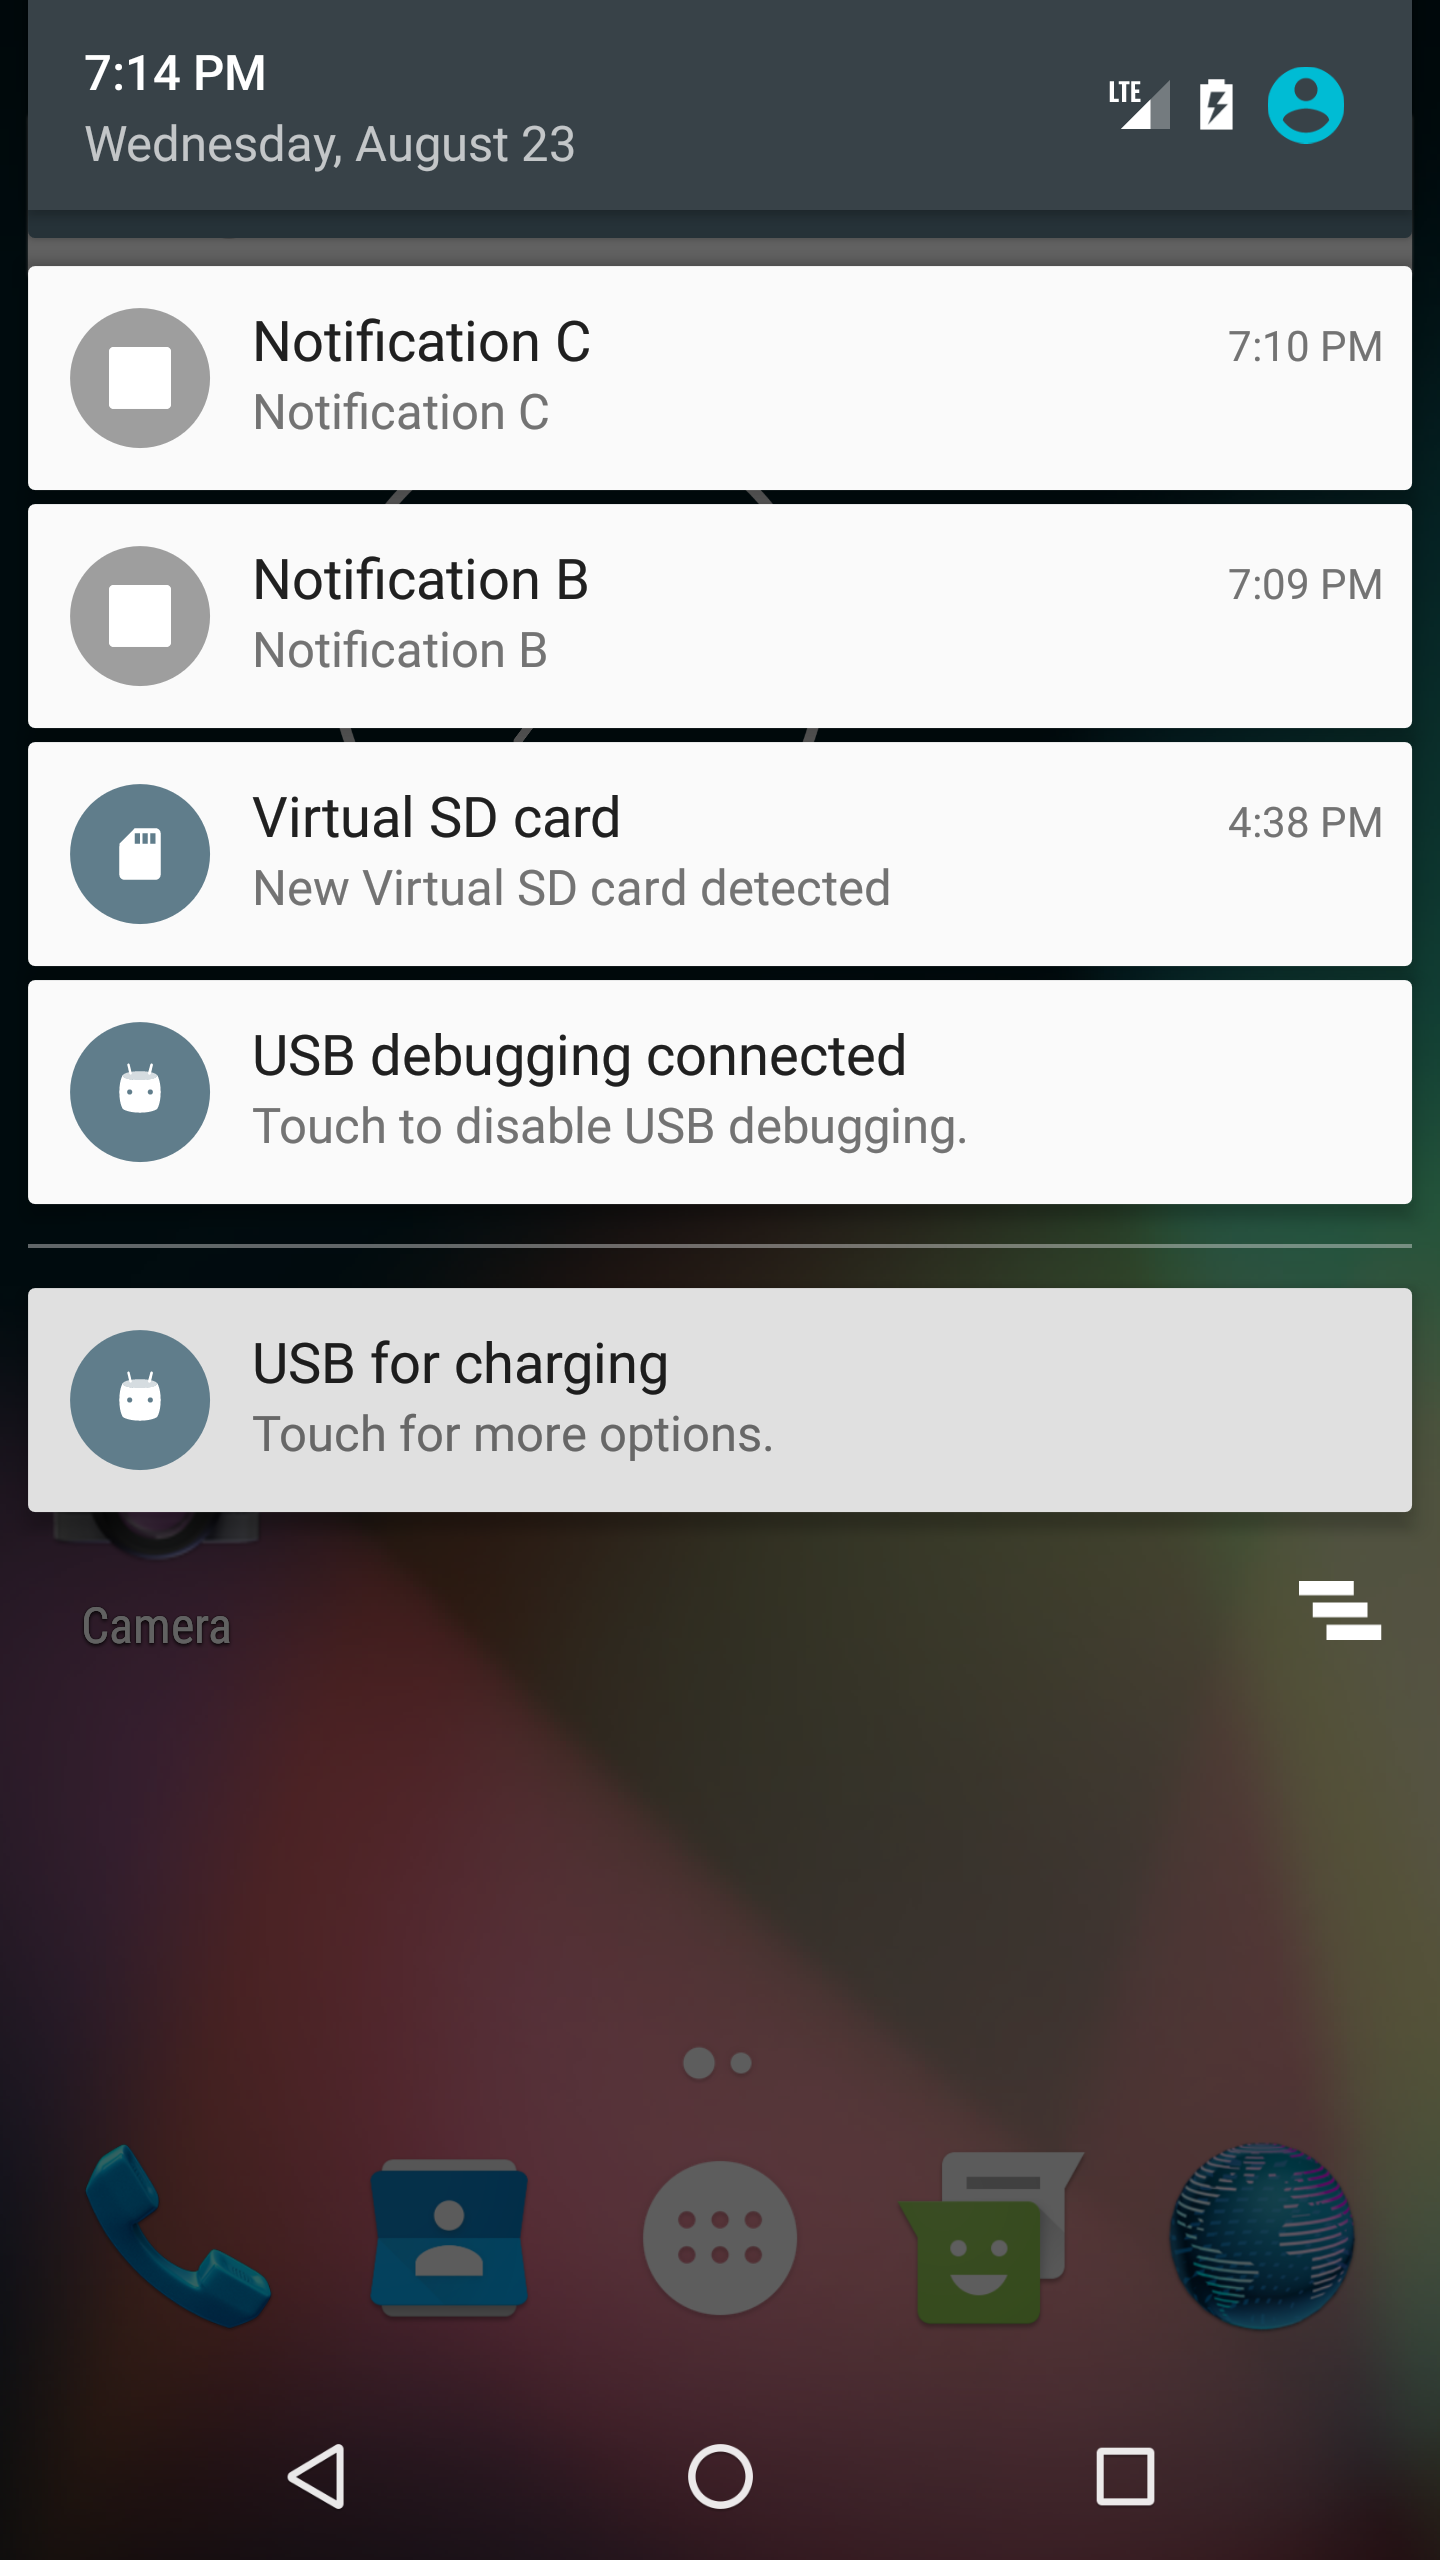 7:14 PM
Wednesday, August 23
LTE
Notification C
7:10 PM
Notification C
Notification B
7:09 PM
Notification B
Virtual SD card
4:38 PM
New Virtual SD card detected
USB debugging connected
Touch to disable USB debugging.
USB for charging
Touch for more options.
Camera